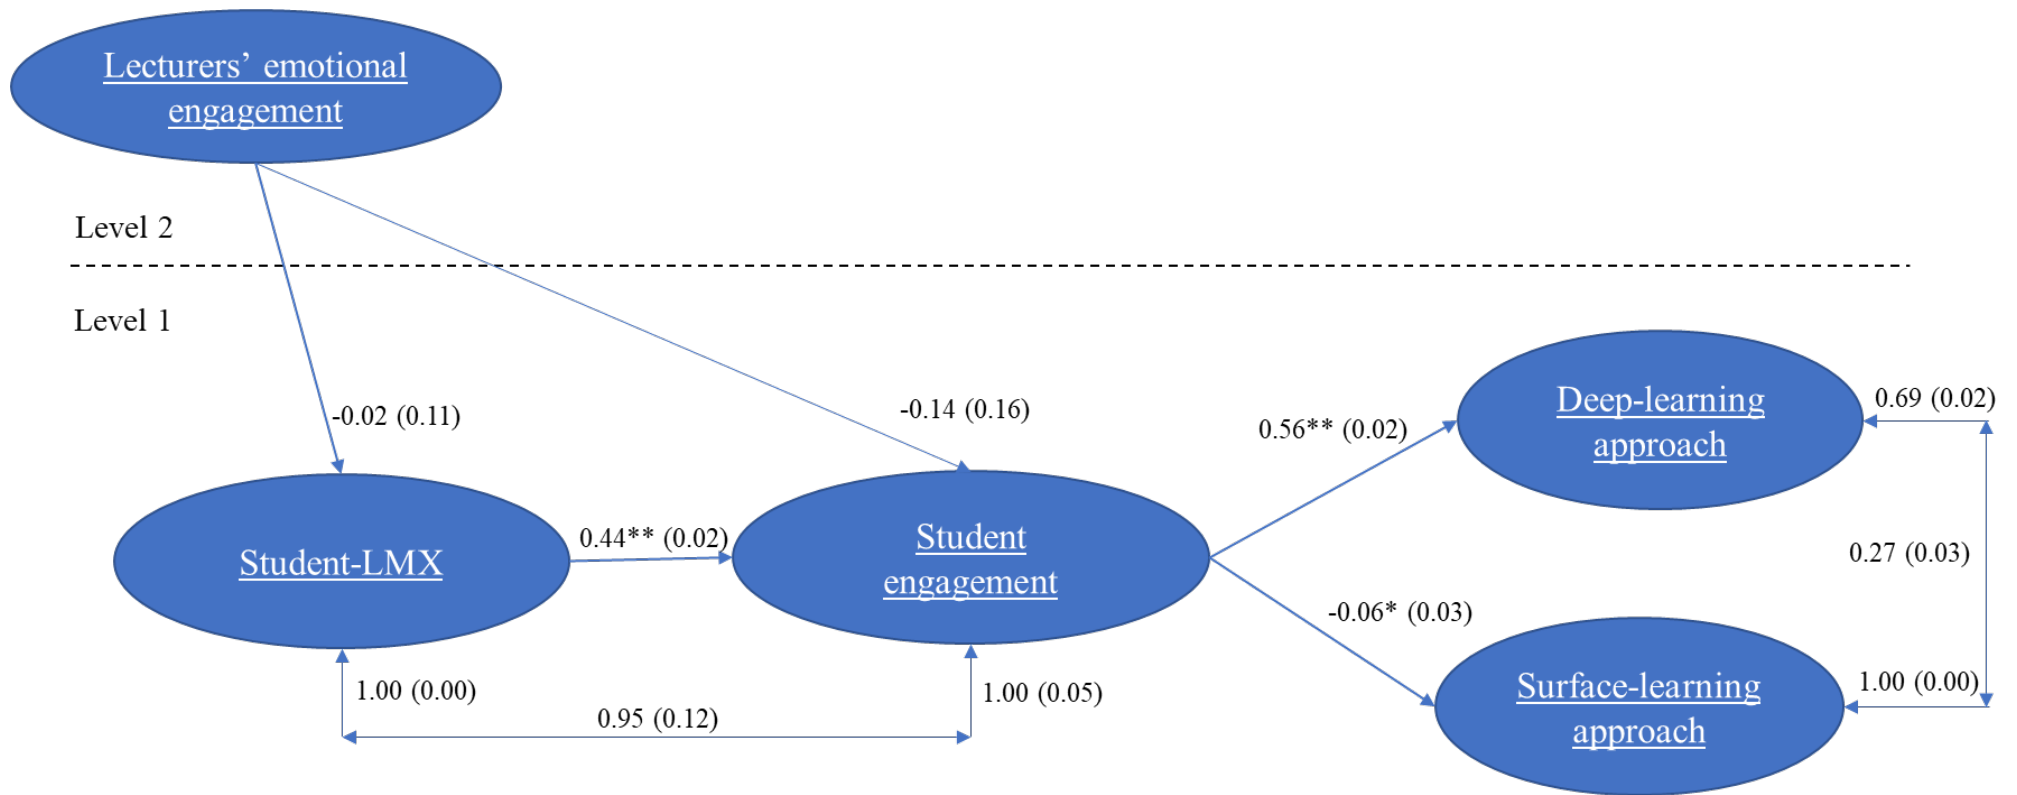 Lecturers’ emotional
engagement
Level 2
Level 1
-0.02 (0.11)
-0.14 (0.16)
0.56** (0.02)
Deep-learning
approach
0.69 (0.02)
Student-LMX
0.44** (0.02)
Student
engagement
0.27 (0.03)
-0.06* (0.03)
Surface-learning
approach
1.00 (0.00)
1.00 (0.00)
0.95 (0.12)
1.00 (0.05)